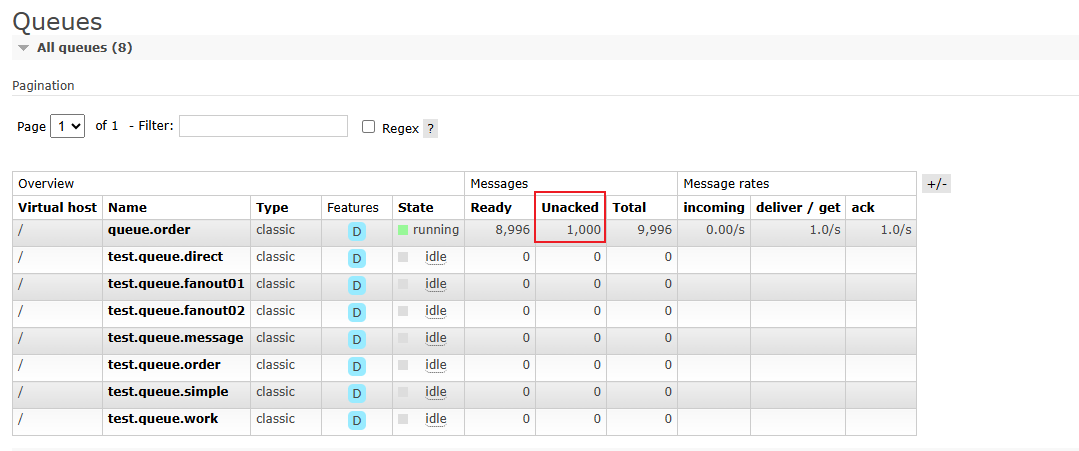 Queues
All queues (8)
Pagination
Page 1 of 1 - Filter: Regex ?
Overview Messages Message rates +/-
Virtual host Name Type Features State Ready Unacked Total incoming deliver / get ack
/ queue.order classic D running 8,996 1,000 9,996 0.00/s 1.0/s 1.0/s
/ test.queue.direct classic D idle 0 0 0
/ test.queue.fanout01 classic D idle 0 0 0
/ test.queue.fanout02 classic D idle 0 0 0
/ test.queue.message classic D idle 0 0 0
/ test.queue.order classic D idle 0 0 0
/ test.queue.simple classic D idle 0 0 0
/ test.queue.work classic D idle 0 0 0